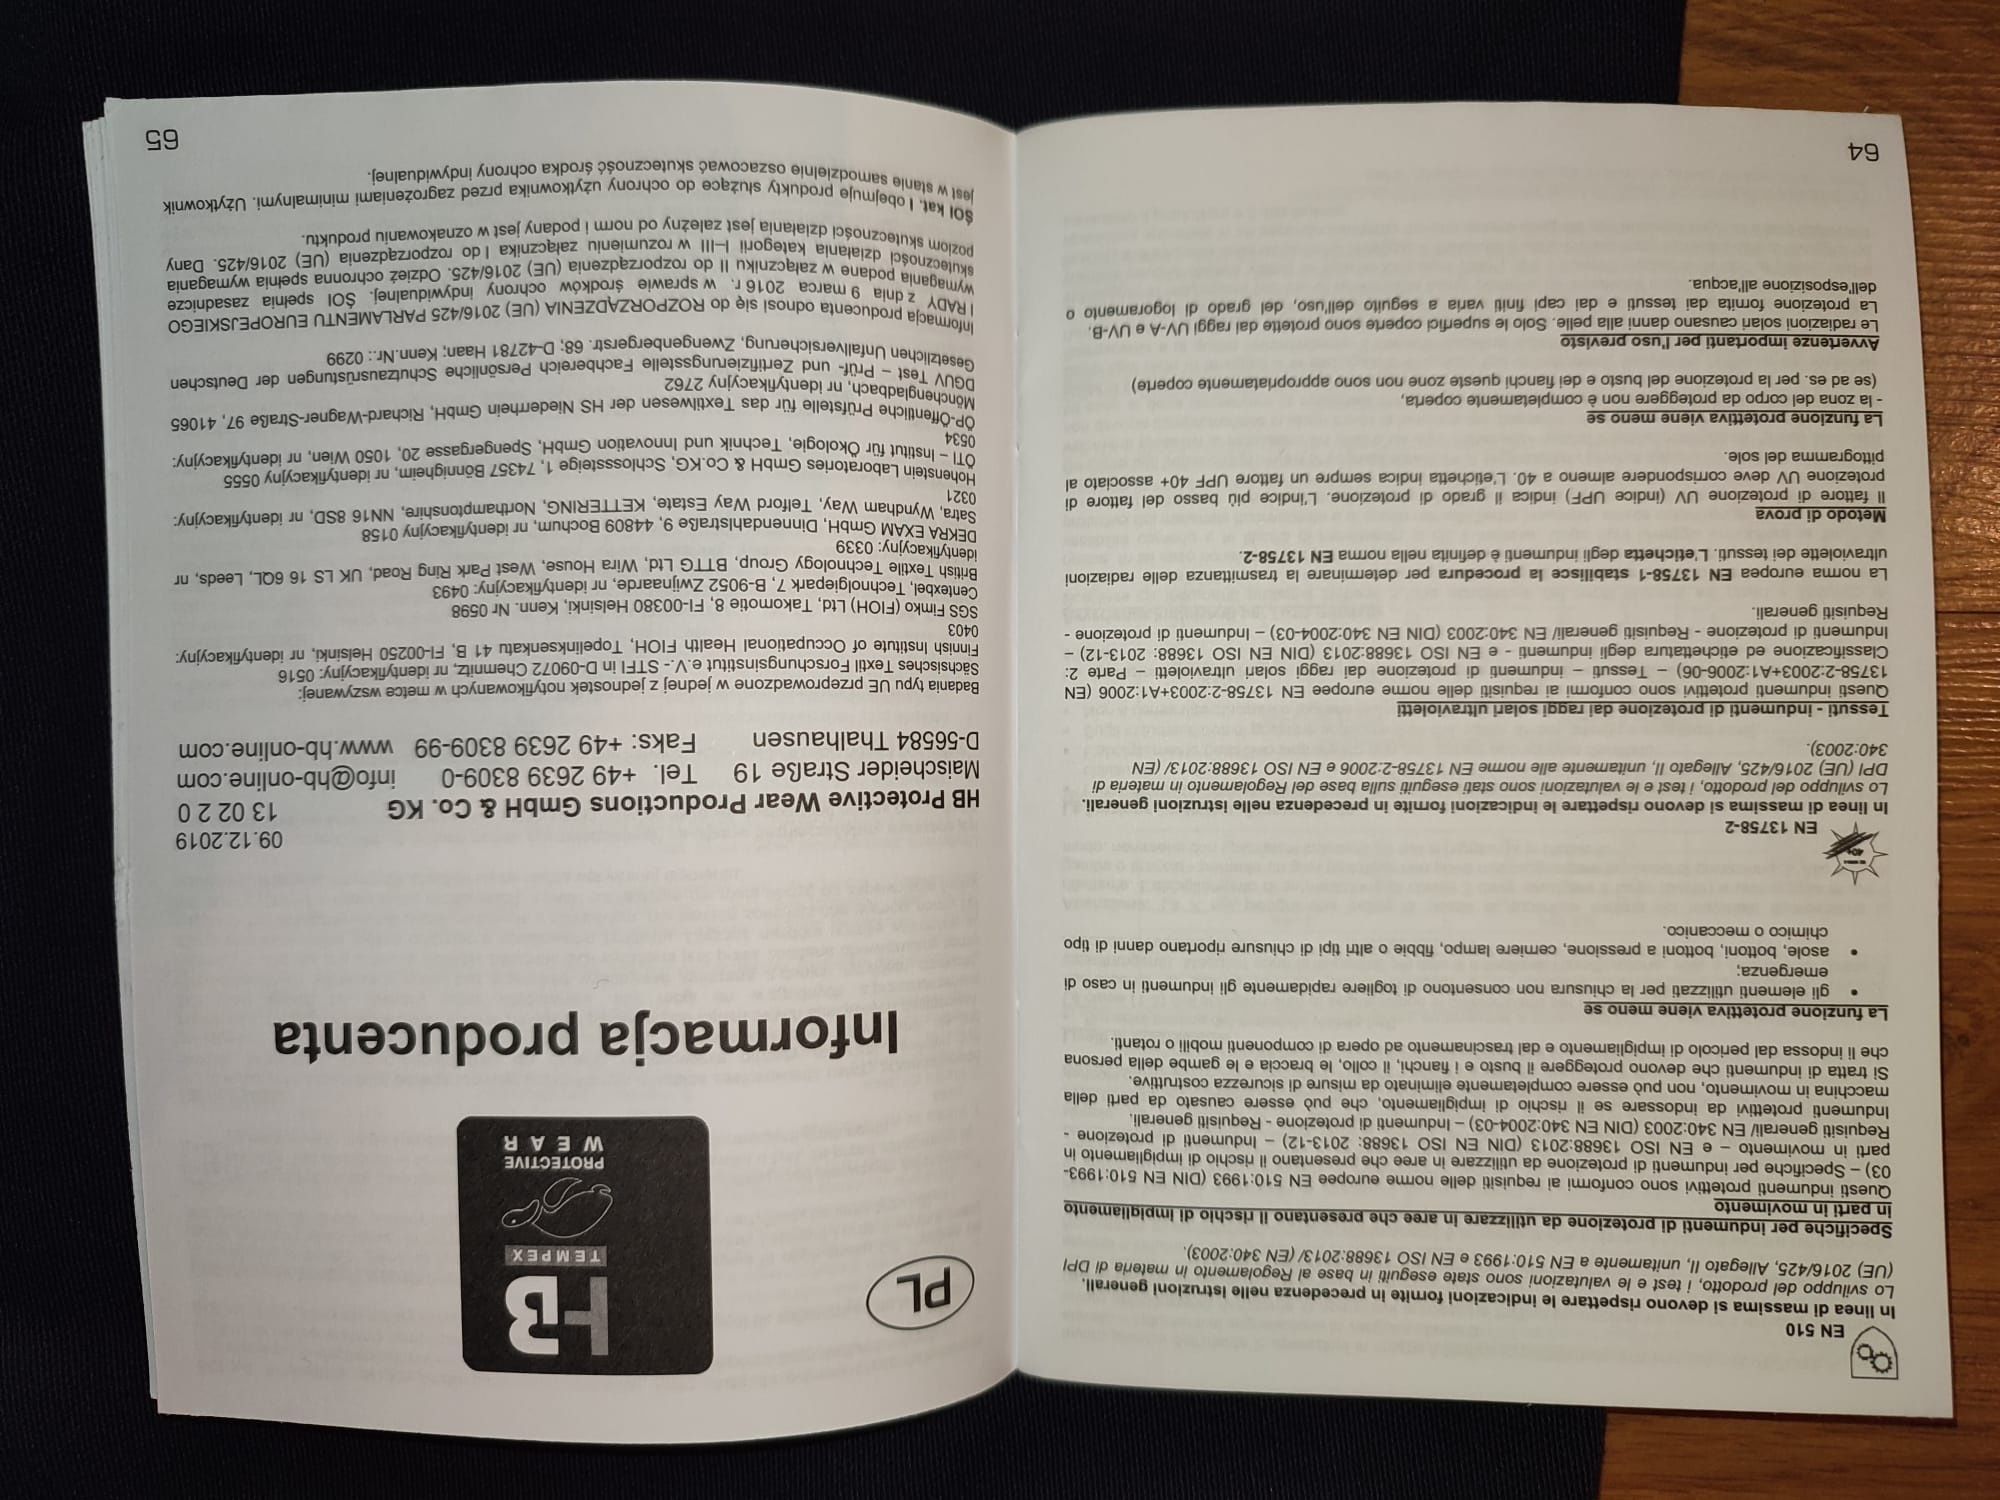 EN 510
In linea di massima si devono rispettare le indicazioni fornite in precedenza nelle istruzioni generali.
Lo sviluppo del prodotto, i test e le valutazioni sono state eseguiti in base al Regolamento in materia di DPI
(UE) 2016/425, Allegato II, unitamente a EN 510:1993 e EN ISO 13688:2013/ (EN 340:2003).
Specifiche per indumenti di protezione da utilizzare in aree che presentano il rischio di impigliamento
in parti in movimento
Questi indumenti protettivi sono conformi ai requisiti delle norme europee EN 510:1993 (DIN EN 510:1993-
03) – Specifiche per indumenti di protezione da utilizzare in aree che presentano il rischio di impigliamento in
parti in movimento – e EN ISO 13688:2013 (DIN EN ISO 13688: 2013-12) – Indumenti di protezione -
Requisiti generali/ EN 340:2003 (DIN EN 340:2004-03) – Indumenti di protezione - Requisiti generali.
Indumenti protettivi da indossare se il rischio di impigliamento, che può essere causato da parti della
macchina in movimento, non può essere completamente eliminato da misure di sicurezza costruttive.
Si tratta di indumenti che devono proteggere il busto e i fianchi, il collo, le braccia e le gambe della persona
che li indossa dal pericolo di impigliamento e dal trascinamento ad opera di componenti mobili o rotanti.
La funzione protettiva viene meno se
• gli elementi utilizzati per la chiusura non consentono di togliere rapidamente gli indumenti in caso di
emergenza;
• asole, bottoni, bottoni a pressione, cerniere lampo, fibbie o altri tipi di chiusure riportano danni di tipo
chimico o meccanico.
40+
EN 13758-2
In linea di massima si devono rispettare le indicazioni fornite in precedenza nelle istruzioni generali.
Lo sviluppo del prodotto, i test e le valutazioni sono stati eseguiti sulla base del Regolamento in materia di
DPI (UE) 2016/425, Allegato II, unitamente alle norme EN 13758-2:2006 e EN ISO 13688:2013/ (EN
340:2003).
Tessuti - indumenti di protezione dai raggi solari ultravioletti
Questi indumenti protettivi sono conformi ai requisiti delle norme europee EN 13758-2:2003+A1:2006 (EN
13758-2:2003+A1:2006-06) – Tessuti – indumenti di protezione dai raggi solari ultravioletti – Parte 2:
Classificazione ed etichettatura degli indumenti - e EN ISO 13688:2013 (DIN EN ISO 13688: 2013-12) –
Indumenti di protezione - Requisiti generali/ EN 340:2003 (DIN EN 340:2004-03) – Indumenti di protezione -
Requisiti generali.
La norma europea EN 13758-1 stabilisce la procedura per determinare la trasmittanza delle radiazioni
ultraviolette dei tessuti. L'etichetta degli indumenti è definita nella norma EN 13758-2.
Metodo di prova
Il fattore di protezione UV (indice UPF) indica il grado di protezione. L'indice più basso del fattore di
protezione UV deve corrispondere almeno a 40. L'etichetta indica sempre un fattore UPF 40+ associato al
pittogramma del sole.
La funzione protettiva viene meno se
- la zona del corpo da proteggere non è completamente coperta,
(se ad es. per la protezione del busto e dei fianchi queste zone non sono appropriatamente coperte)
Avvertenze importanti per l'uso previsto
Le radiazioni solari causano danni alla pelle. Solo le superfici coperte sono protette dai raggi UV-A e UV-B.
La protezione fornita dai tessuti e dai capi finiti varia a seguito dell'uso, del grado di logoramento o
dell'esposizione all'acqua.
64
PL
HB
TEMPEX
PROTECTIVE
WEAR
Informacja producenta
09.12.2019
HB Protective Wear Productions GmbH & Co. KG 13 02 2 0
Maischeider Straße 19 Tel. +49 2639 8309-0 info@hb-online.com
D-56584 Thalhausen Faks: +49 2639 8309-99 www.hb-online.com
Badania typu UE przeprowadzone w jednej z jednostek notyfikowanych w metce wszywanej:
Sächsisches Textil Forschungsinstitut e.V.- STFI in D-09072 Chemnitz, nr identyfikacyjny: 0516
Finnish Institute of Occupational Health FIOH, Topelinksenkatu 41 B, FI-00250 Helsinki, nr identyfikacyjny:
0403
SGS Fimko (FIOH) Ltd, Takomotie 8, FI-00380 Helsinki, Kenn. Nr 0598
Centexbel, Technolgiepark 7, B-9052 Zwijnaarde, nr identyfikacyjny: 0493
British Textile Technology Group, BTTG Ltd, Wira House, West Park Ring Road, UK LS 16 6QL, Leeds, nr
identyfikacyjny: 0339
DEKRA EXAM GmbH, Dinnendahlstraße 9, 44809 Bochum, nr identyfikacyjny 0158
Satra, Wyndham Way, Telford Way Estate, KETTERING, Northamptonshire, NN16 8SD, nr identyfikacyjny:
0321
Hohenstein Laboratories GmbH & Co.KG, Schlosssteige 1, 74357 Bönnigheim, nr identyfikacyjny 0555
ÖTI – Institut für Ökologie, Technik und Innovation GmbH, Spengergasse 20, 1050 Wien, nr identyfikacyjny:
0534
ÖP-Öffentliche Prüfstelle für das Textilwesen der HS Niederrhein GmbH, Richard-Wagner-Straße 97, 41065
Mönchengladbach, nr identyfikacyjny 2762
DGUV Test – Prüf- und Zertifizierungsstelle Fachbereich Persönliche Schutzausrüstungen der Deutschen
Gesetzlichen Unfallversicherung, Zwengenbergerstr. 68; D-42781 Haan; Kenn.Nr.: 0299
Informacja producenta odnosi się do ROZPORZĄDZENIA (UE) 2016/425 PARLAMENTU EUROPEJSKIEGO
I RADY z dnia 9 marca 2016 r. w sprawie środków ochrony indywidualnej. ŚOI spełnia zasadnicze
wymagania podane w załączniku II do rozporządzenia (UE) 2016/425. Odzież ochronna spełnia wymagania
skuteczności działania kategorii I–III w rozumieniu załącznika I do rozporządzenia (UE) 2016/425. Dany
poziom skuteczności działania jest zależny od norm i podany jest w oznakowaniu produktu.
ŚOI kat. I obejmuje produkty służące do ochrony użytkownika przed zagrożeniami minimalnymi. Użytkownik
jest w stanie samodzielnie oszacować skuteczność środka ochrony indywidualnej.
65